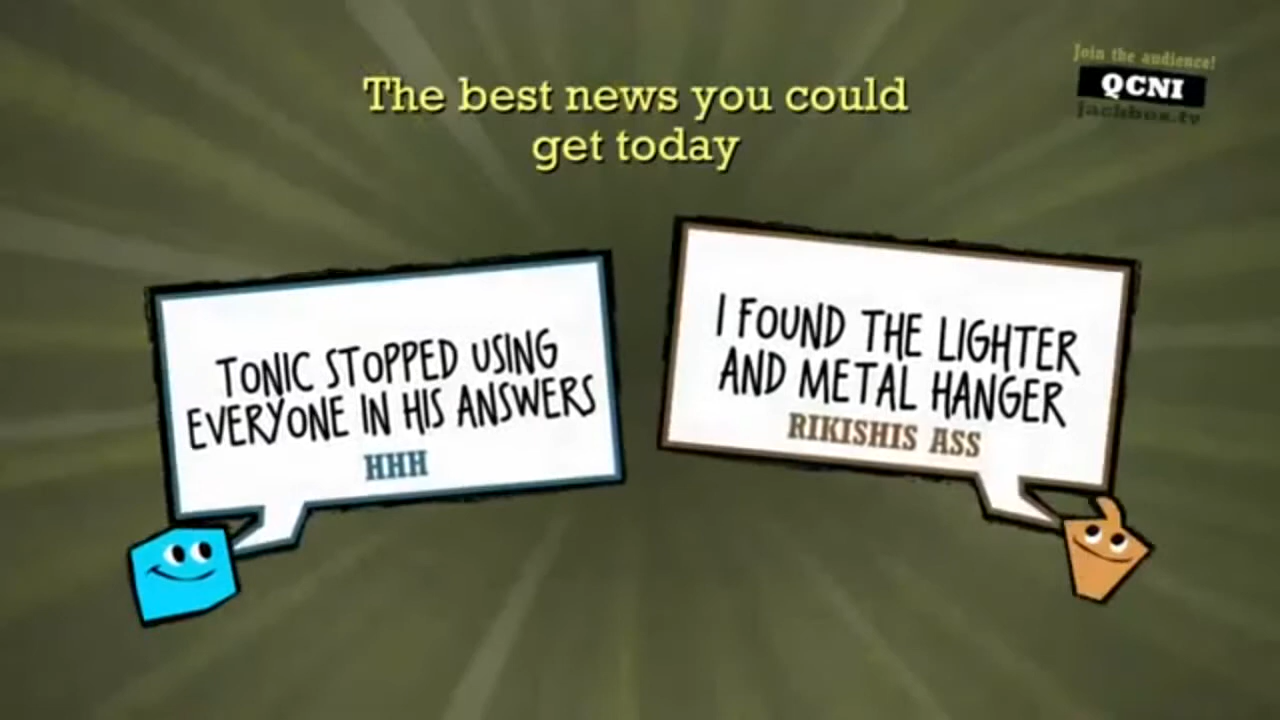 Join the audience!
QCNI
jackbox.tv
The best news you could
get today
TONIC STOPPED USING
EVERYONE IN HIS ANSWERS
HHH
I FOUND THE LIGHTER
AND METAL HANGER
RIKISHIS ASS